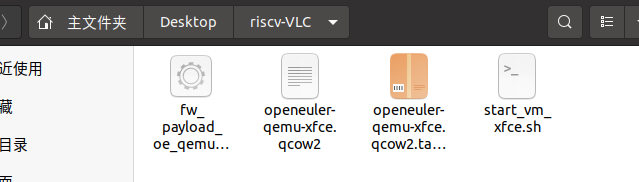 主文件夹 Desktop riscv-VLC
近使用
藏
目录
fw_
payload_
oe_qemu...
openeuler-
qemu-xfce.
qcow2
openeuler-
qemu-xfce.
qcow2.ta...
>_
start_vm_
xfce.sh